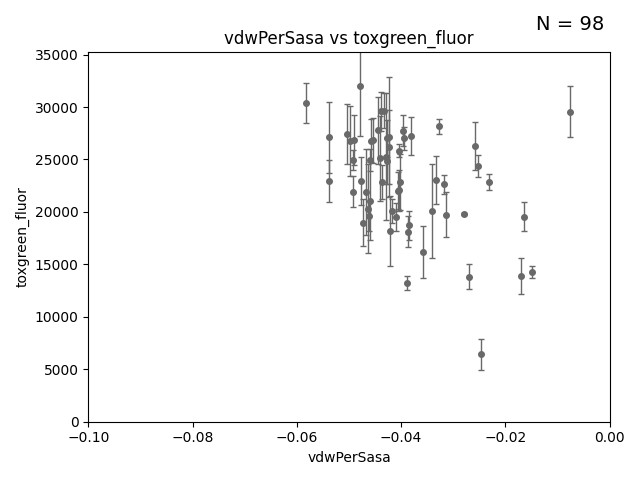 N = 98
vdwPerSasa vs toxgreen_fluor
35000
30000
25000
20000
15000
10000
5000
0
toxgreen_fluor
−0.10 −0.08 −0.06 −0.04 −0.02 0.00
vdwPerSasa